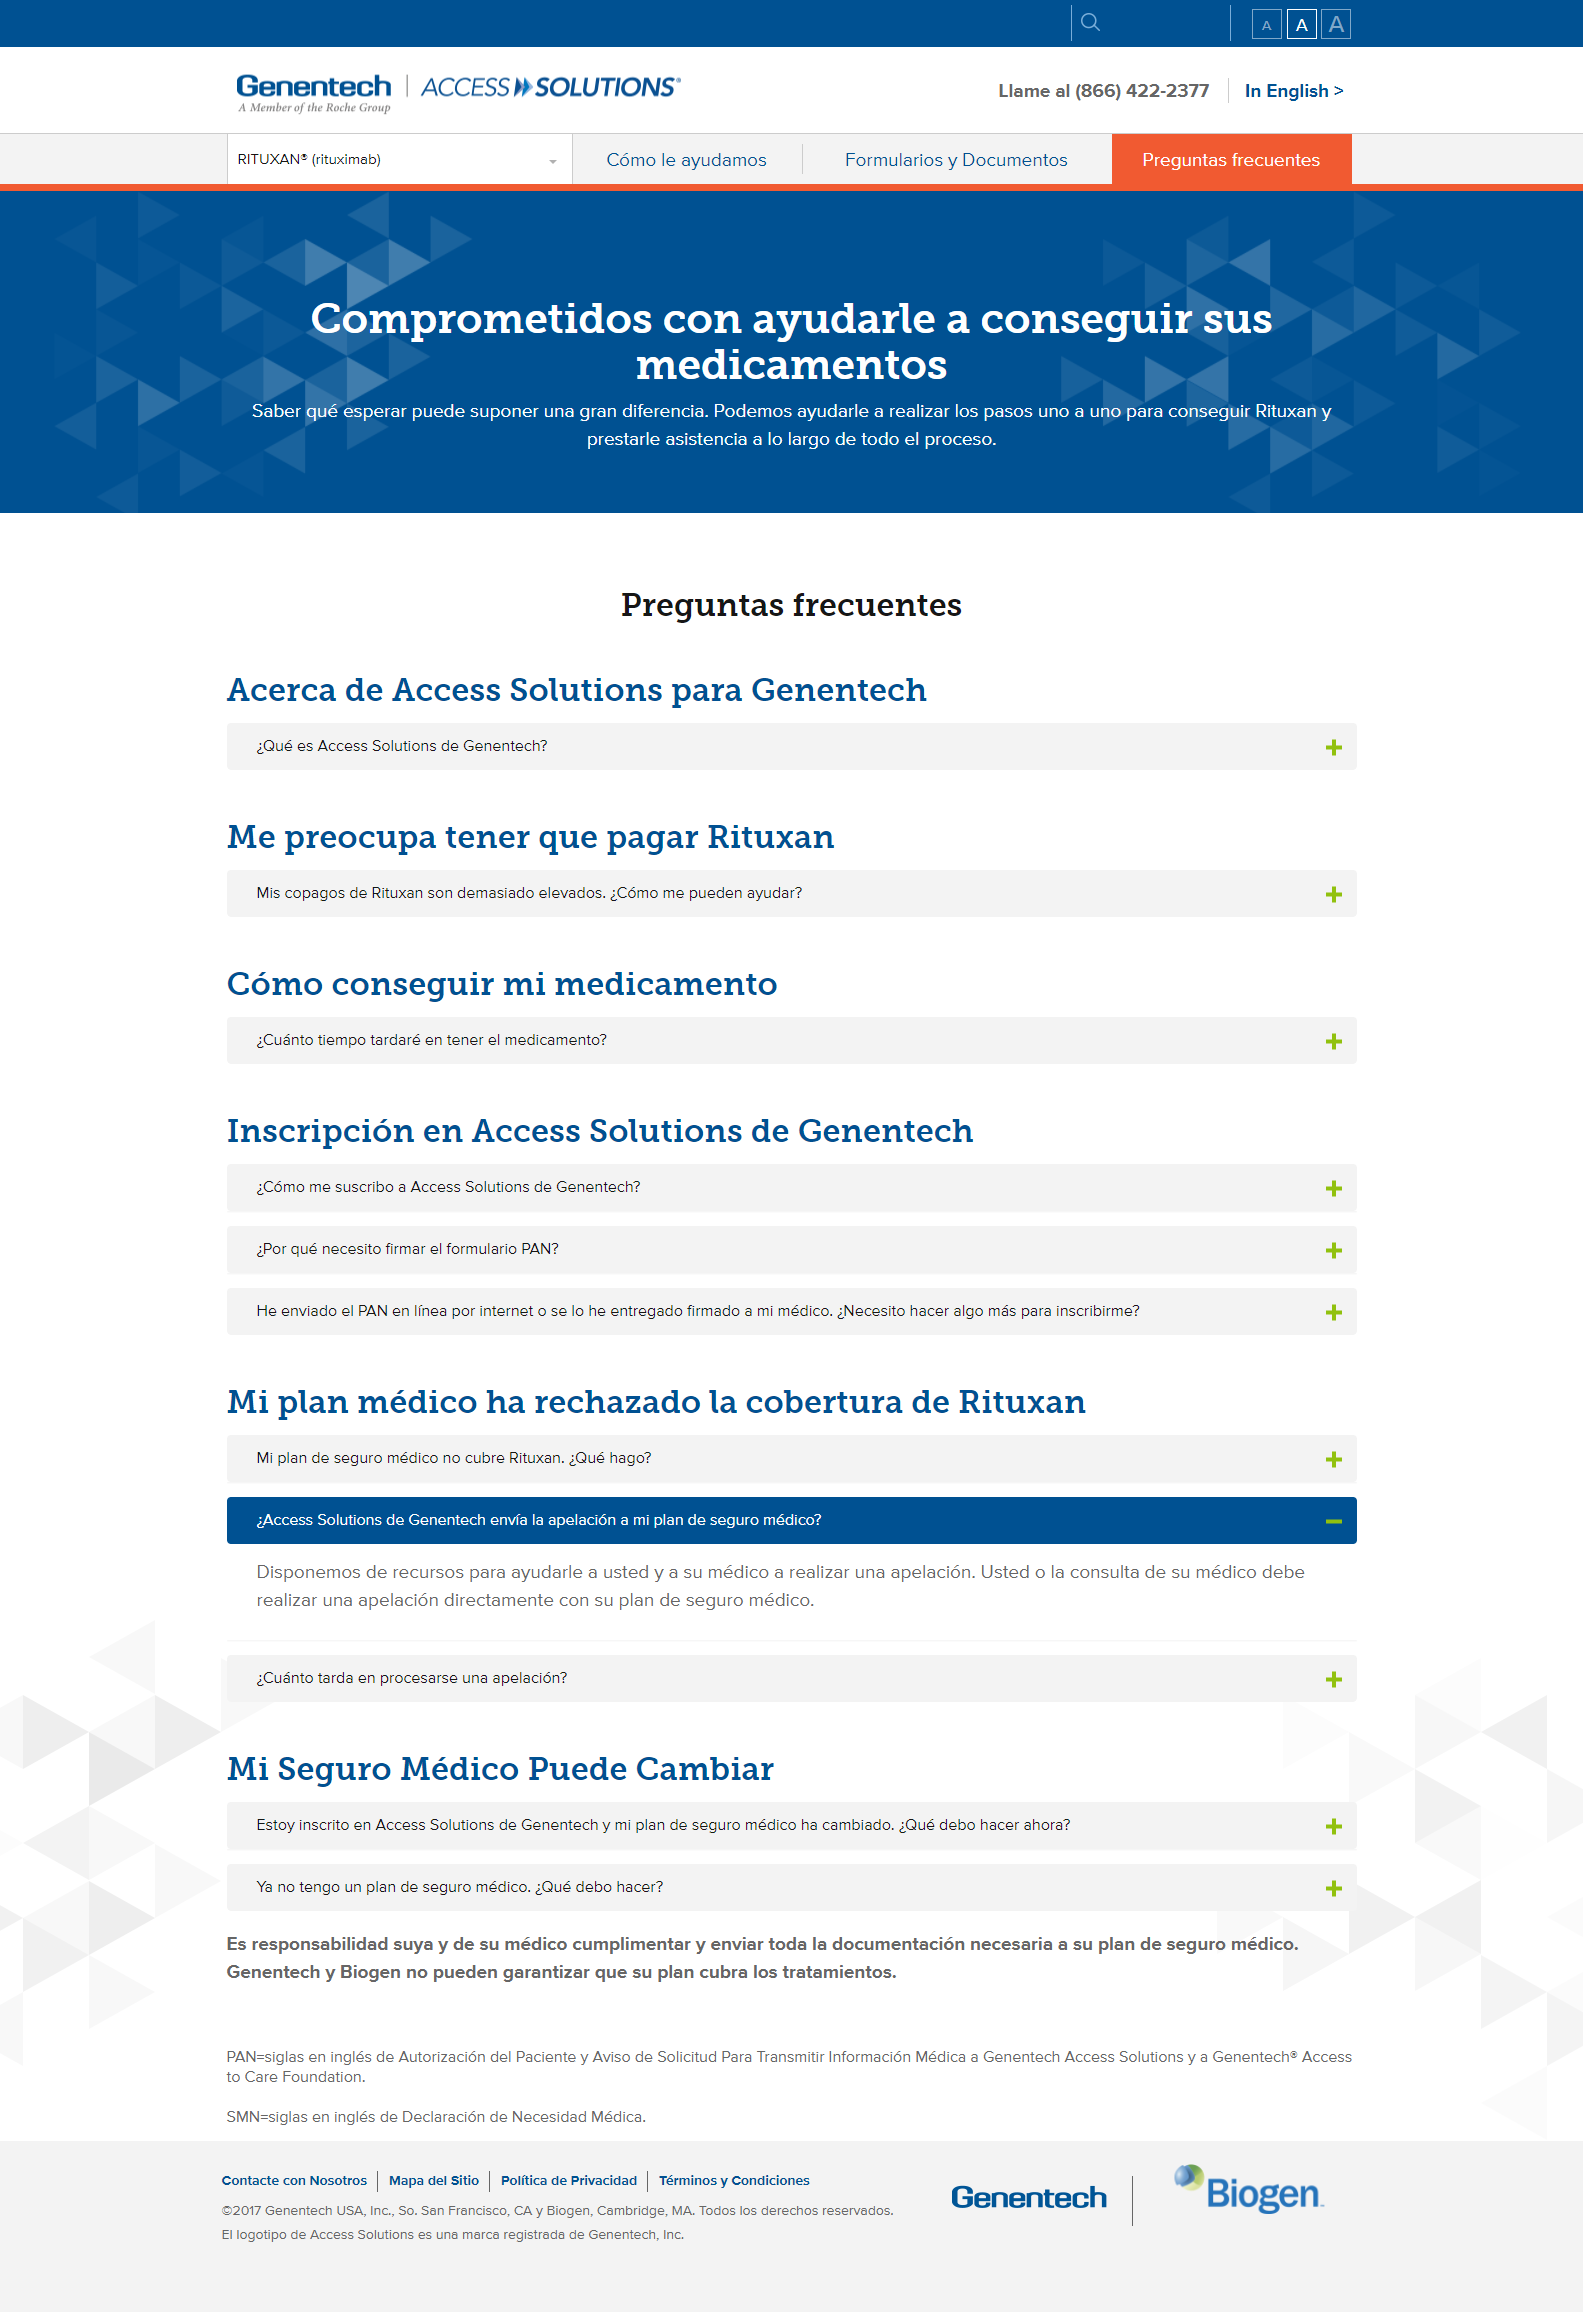 A A A
Genentech | ACCESS SOLUTIONS®
A Member of the Roche Group
Llame al (866) 422-2377
In English >
RITUXAN® (rituximab)
Cómo le ayudamos
Formularios y Documentos
Preguntas frecuentes
Comprometidos con ayudarle a conseguir sus
medicamentos
Saber qué esperar puede suponer una gran diferencia. Podemos ayudarle a realizar los pasos uno a uno para conseguir Rituxan y
prestarle asistencia a lo largo de todo el proceso.
Preguntas frecuentes
Acerca de Access Solutions para Genentech
¿Qué es Access Solutions de Genentech?
Me preocupa tener que pagar Rituxan
Mis copagos de Rituxan son demasiado elevados. ¿Cómo me pueden ayudar?
Cómo conseguir mi medicamento
¿Cuánto tiempo tardaré en tener el medicamento?
Inscripción en Access Solutions de Genentech
¿Cómo me suscribo a Access Solutions de Genentech?
¿Por qué necesito firmar el formulario PAN?
He enviado el PAN en línea por internet o se lo he entregado firmado a mi médico. ¿Necesito hacer algo más para inscribirme?
Mi plan médico ha rechazado la cobertura de Rituxan
Mi plan de seguro médico no cubre Rituxan. ¿Qué hago?
¿Access Solutions de Genentech envía la apelación a mi plan de seguro médico?
Disponemos de recursos para ayudarle a usted y a su médico a realizar una apelación. Usted o la consulta de su médico debe
realizar una apelación directamente con su plan de seguro médico.
¿Cuánto tarda en procesarse una apelación?
Mi Seguro Médico Puede Cambiar
Estoy inscrito en Access Solutions de Genentech y mi plan de seguro médico ha cambiado. ¿Qué debo hacer ahora?
Ya no tengo un plan de seguro médico. ¿Qué debo hacer?
Es responsabilidad suya y de su médico cumplimentar y enviar toda la documentación necesaria a su plan de seguro médico.
Genentech y Biogen no pueden garantizar que su plan cubra los tratamientos.
PAN=siglas en inglés de Autorización del Paciente y Aviso de Solicitud Para Transmitir Información Médica a Genentech Access Solutions y a Genentech® Access
to Care Foundation.
SMN=siglas en inglés de Declaración de Necesidad Médica.
Contacte con Nosotros | Mapa del Sitio | Política de Privacidad | Términos y Condiciones
©2017 Genentech USA, Inc., So. San Francisco, CA y Biogen, Cambridge, MA. Todos los derechos reservados.
El logotipo de Access Solutions es una marca registrada de Genentech, Inc.
Genentech | Biogen